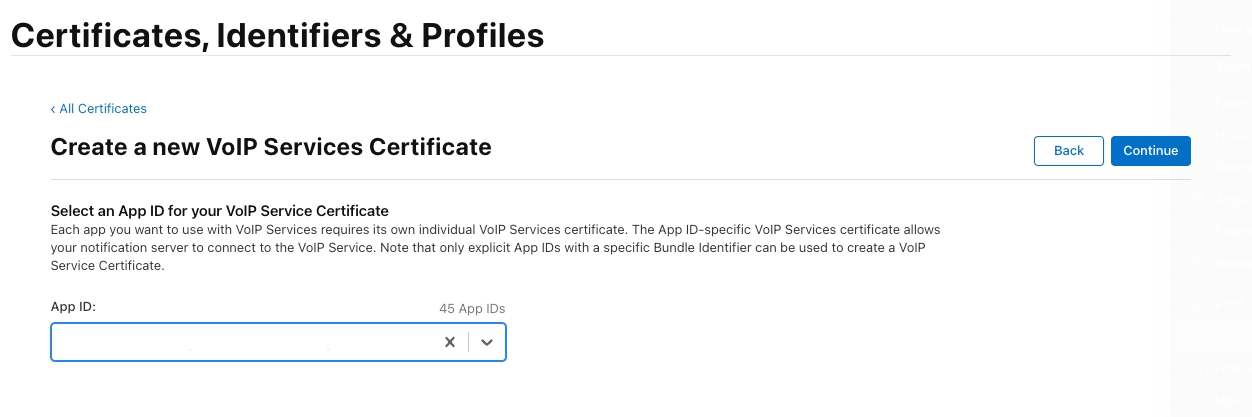 Certificates, Identifiers & Profiles
‹ All Certificates
Create a new VoIP Services Certificate
Back
Continue
Select an App ID for your VoIP Service Certificate
Each app you want to use with VoIP Services requires its own individual VoIP Services certificate. The App ID-specific VoIP Services certificate allows
your notification server to connect to the VoIP Service. Note that only explicit App IDs with a specific Bundle Identifier can be used to create a VoIP
Service Certificate.
App ID:
45 App IDs